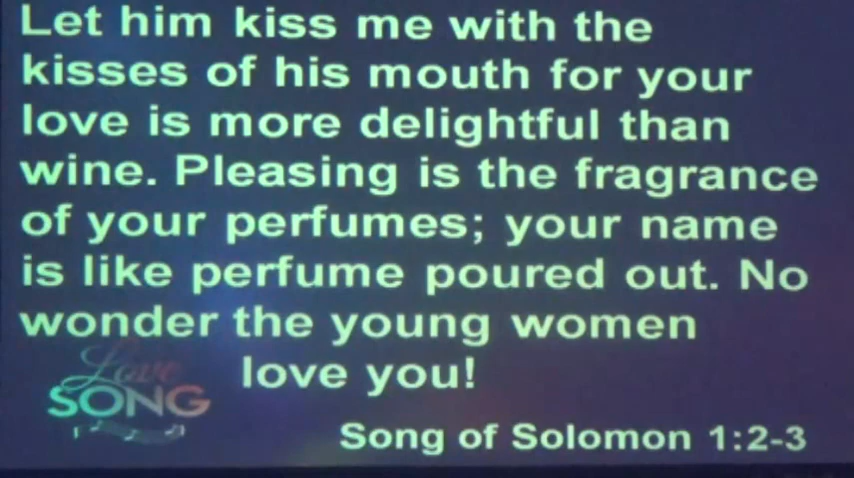 Let him kiss me with the
kisses of his mouth for your
love is more delightful than
wine. Pleasing is the fragrance
of your perfumes; your name
is like perfume poured out. No
wonder the young women
love you!
Love
SONG
Song of Solomon 1:2-3